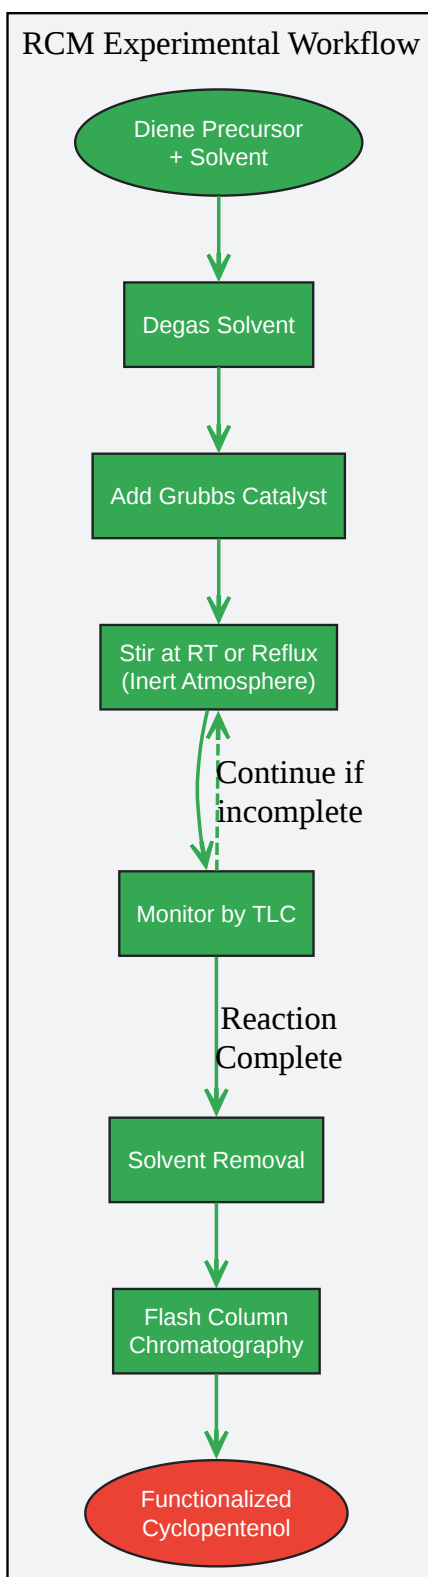 RCM Experimental Workflow
Diene Precursor
+ Solvent
Degas Solvent
Add Grubbs Catalyst
Stir at RT or Reflux
(Inert Atmosphere)
Continue if
incomplete
Monitor by TLC
Reaction
Complete
Solvent Removal
Flash Column
Chromatography
Functionalized
Cyclopentenol